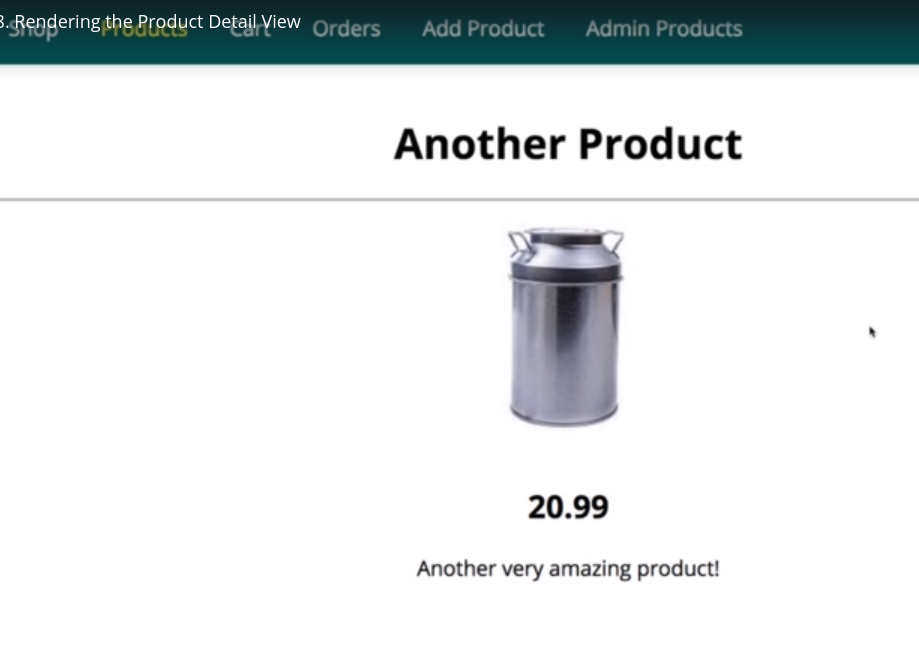 8. Rendering the Product Detail View
Shop Products Cart Orders Add Product Admin Products
Another Product
20.99
Another very amazing product!